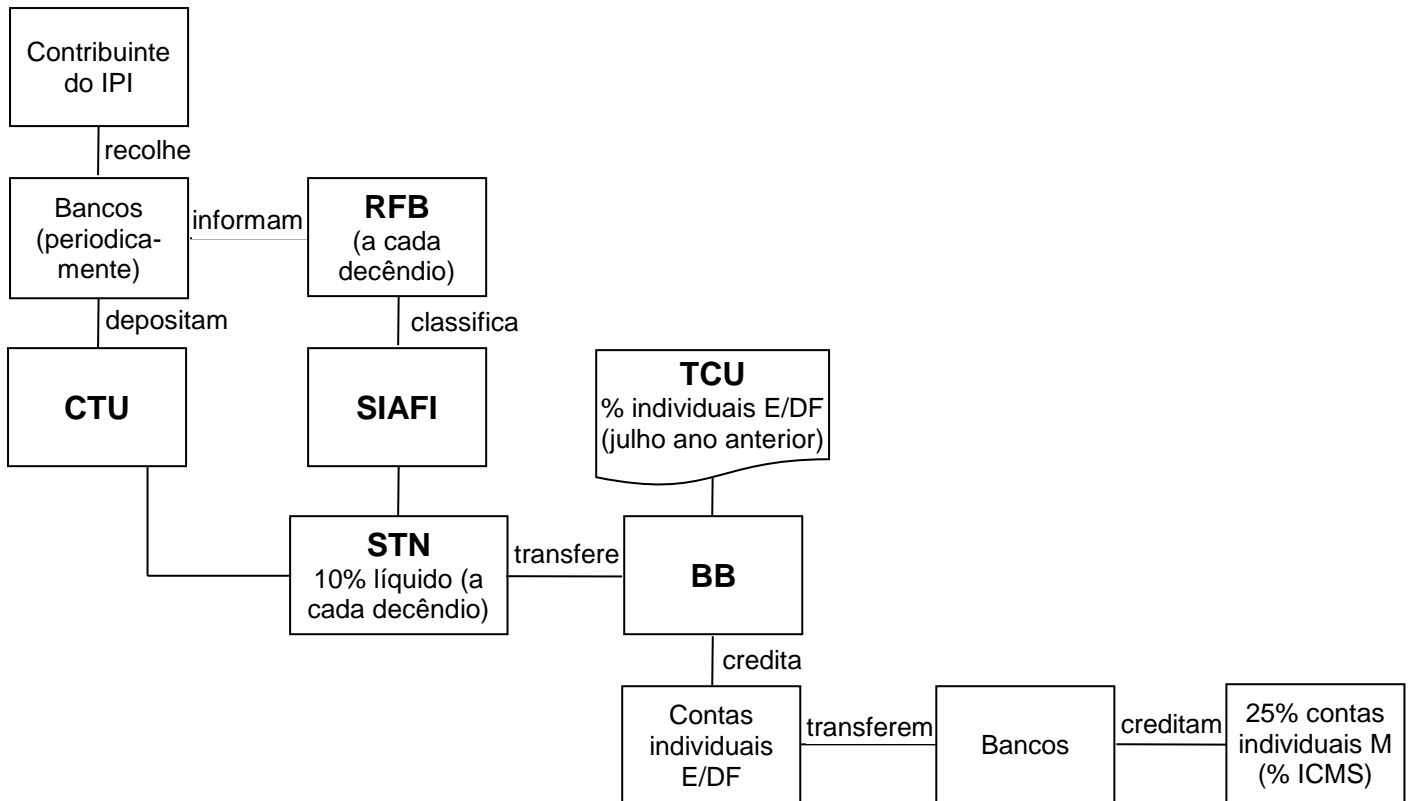 Contribuinte
do IPI
recolhe
Bancos
(periodica-
mente)
informam
RFB
(a cada
decêndio)
depositam
classifica
CTU
SIAFI
TCU
% individuais E/DF
(julho ano anterior)
STN
10% líquido (a
cada decêndio)
transfere
BB
credita
Contas
individuais
E/DF
transferem
Bancos
creditam
25% contas
individuais M
(% ICMS)